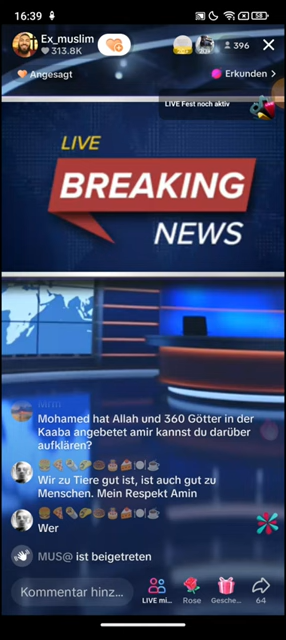 16:39
58
Ex_muslim
313.8K
396
Angesagt
Erkunden
LIVE Fest noch aktiv
LIVE
BREAKING
NEWS
Mohamed hat Allah und 360 Götter in der
Kaaba angebetet amir kannst du darüber
aufklären?
Wir zu Tiere gut ist, ist auch gut zu
Menschen. Mein Respekt Amin
Wer
MUS@ ist beigetreten
Kommentar hinz...
LIVE mi...
Rose
Gesche...
64